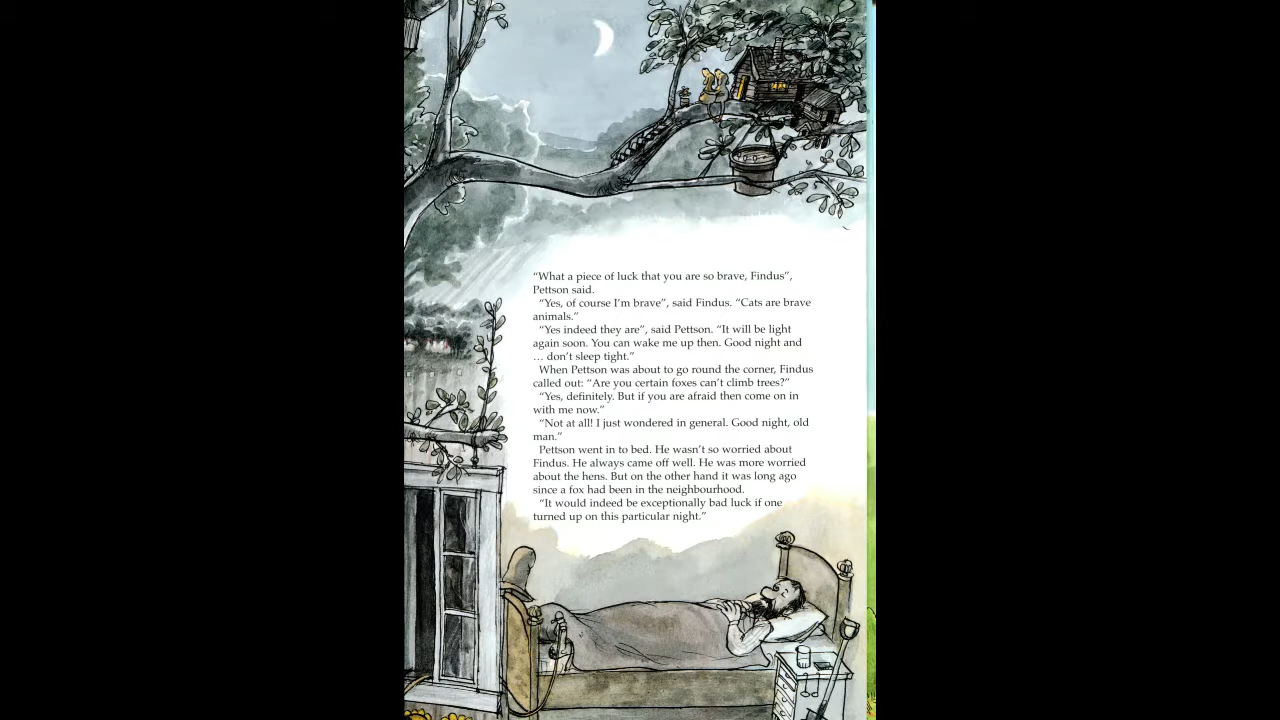 “What a piece of luck that you are so brave, Findus”,
Pettson said.
“Yes, of course I’m brave”, said Findus. “Cats are brave
animals.”
“Yes indeed they are”, said Pettson. “It will be light
again soon. You can wake me up then. Good night and
… don’t sleep tight.”
When Pettson was about to go round the corner, Findus
called out: “Are you certain foxes can’t climb trees?”
“Yes, definitely. But if you are afraid then come on in
with me now.”
“Not at all! I just wondered in general. Good night, old
man.”
Pettson went in to bed. He wasn’t so worried about
Findus. He always came off well. He was more worried
about the hens. But on the other hand it was long ago
since a fox had been in the neighbourhood.
“It would indeed be exceptionally bad luck if one
turned up on this particular night.”